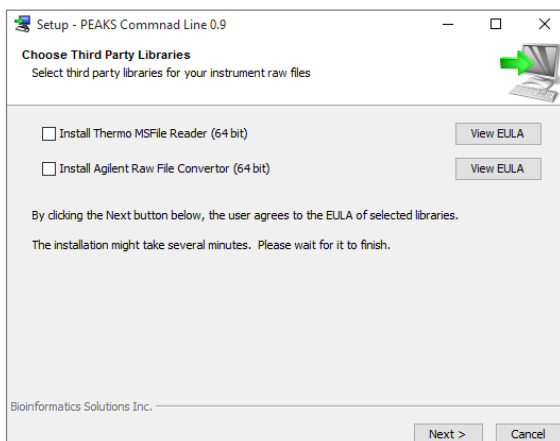 Setup - PEAKS Commnad Line 0.9
Choose Third Party Libraries
Select third party libraries for your instrument raw files
Install Thermo MSFile Reader (64 bit)
View EULA
Install Agilent Raw File Convertor (64 bit)
View EULA
By clicking the Next button below, the user agrees to the EULA of selected libraries.
The installation might take several minutes. Please wait for it to finish.
Bioinformatics Solutions Inc.
Next >
Cancel